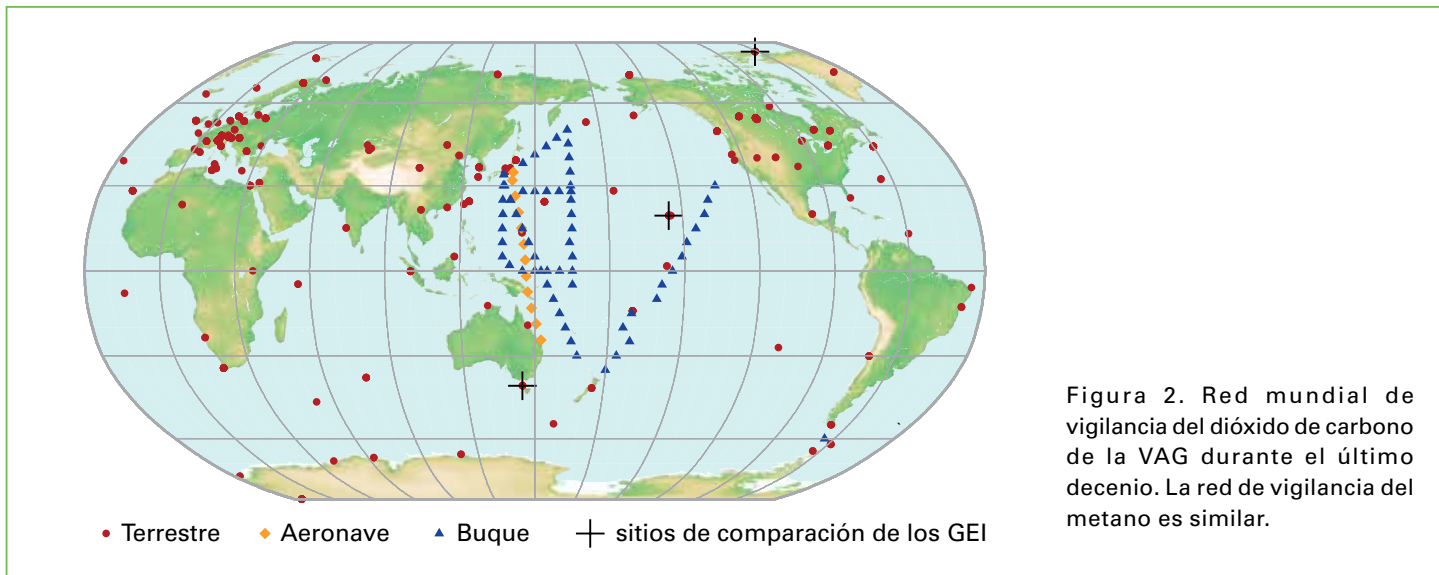 Terrestre Aeronave Buque sitios de comparación de los GEI
Figura 2. Red mundial de
vigilancia del dióxido de carbono
de la VAG durante el último
decenio. La red de vigilancia del
metano es similar.